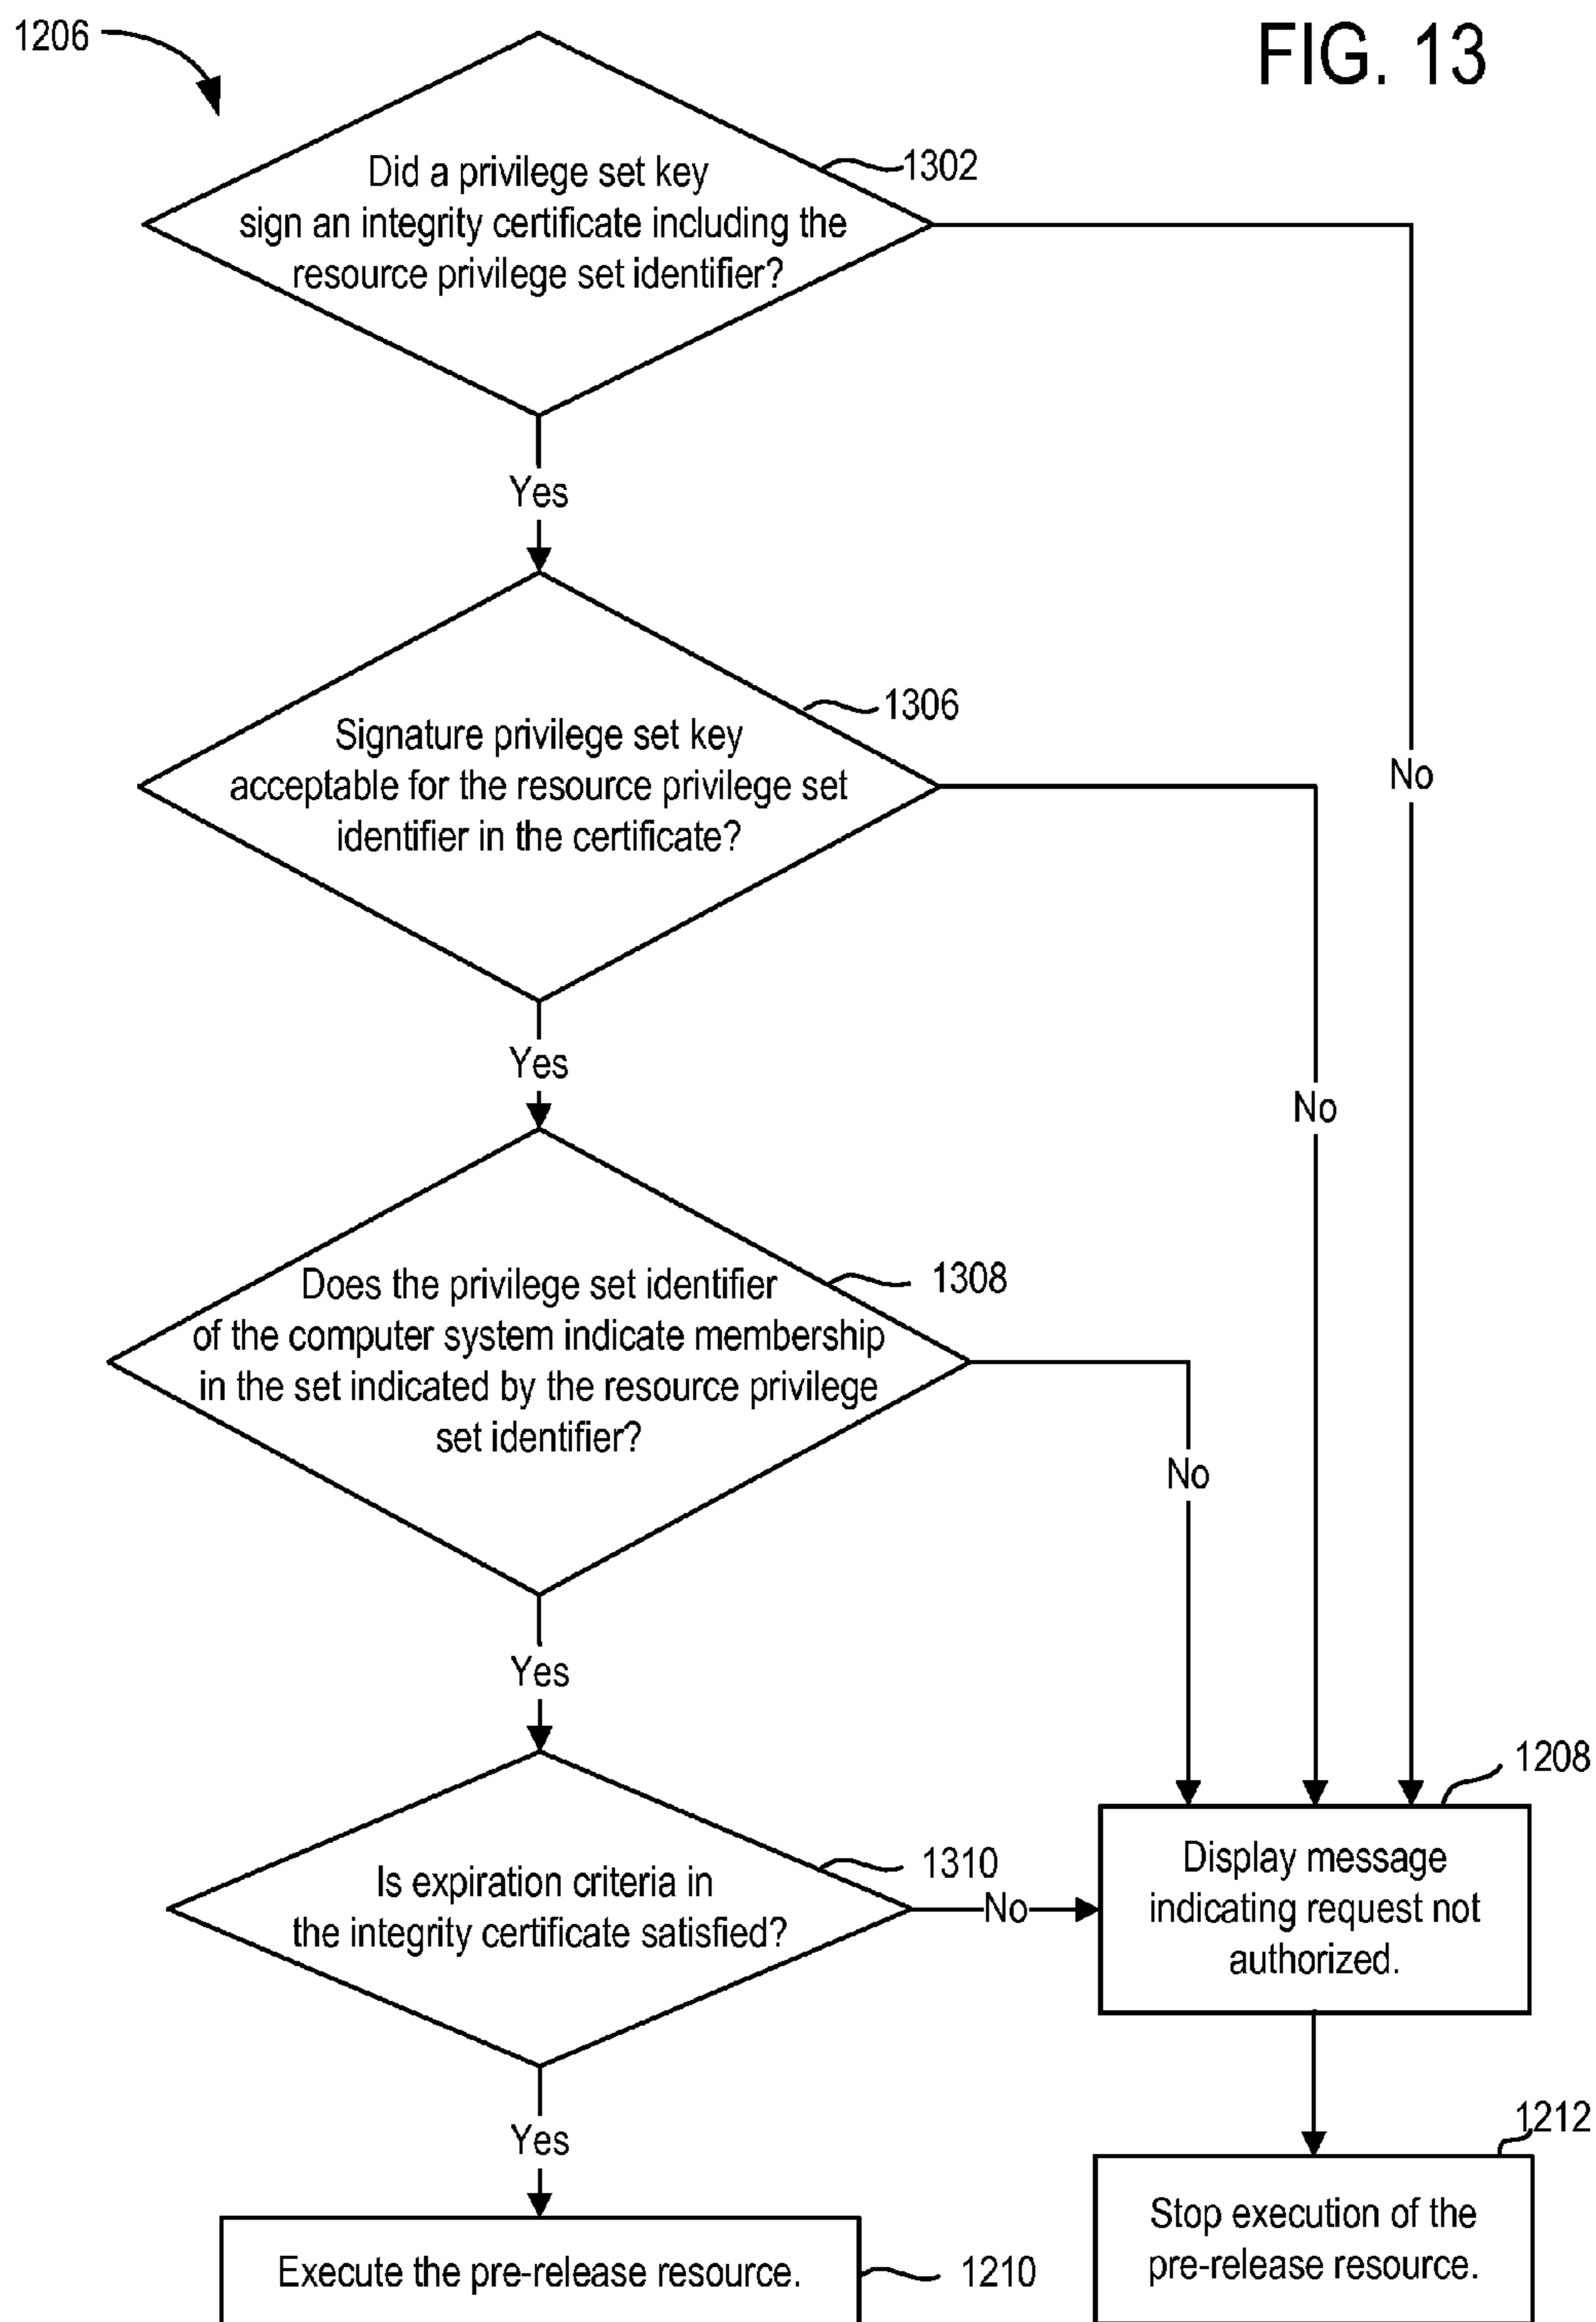 1206
FIG. 13
Did a privilege set key
sign an integrity certificate including the
resource privilege set identifier?
1302
Yes
No
Signature privilege set key
acceptable for the resource privilege set
identifier in the certificate?
1306
Yes
No
Does the privilege set identifier
of the computer system indicate membership
in the set indicated by the resource privilege
set identifier?
1308
Yes
No
Is expiration criteria in
the integrity certificate satisfied?
1310
No
Yes
1208
Display message
indicating request not
authorized.
1212
Stop execution of the
pre-release resource.
Execute the pre-release resource.
1210